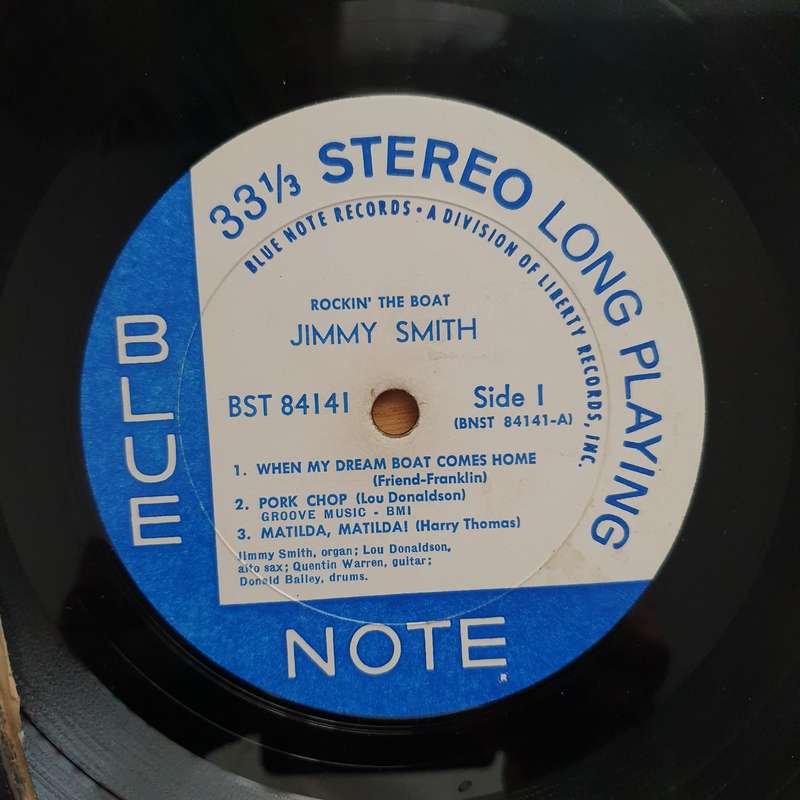 33⅓ STEREO LONG PLAYING
BLUE NOTE RECORDS • A DIVISION OF LIBERTY RECORDS, INC.
ROCKIN' THE BOAT
JIMMY SMITH
BST 84141
Side 1
(BNST 84141-A)
1. WHEN MY DREAM BOAT COMES HOME
(Friend-Franklin)
2. PORK CHOP (Lou Donaldson)
GROOVE MUSIC - BMI
3. MATILDA, MATILDA! (Harry Thomas)
Jimmy Smith, organ; Lou Donaldson,
alto sax; Quentin Warren, guitar;
Donald Bailey, drums.
BLUE
NOTE